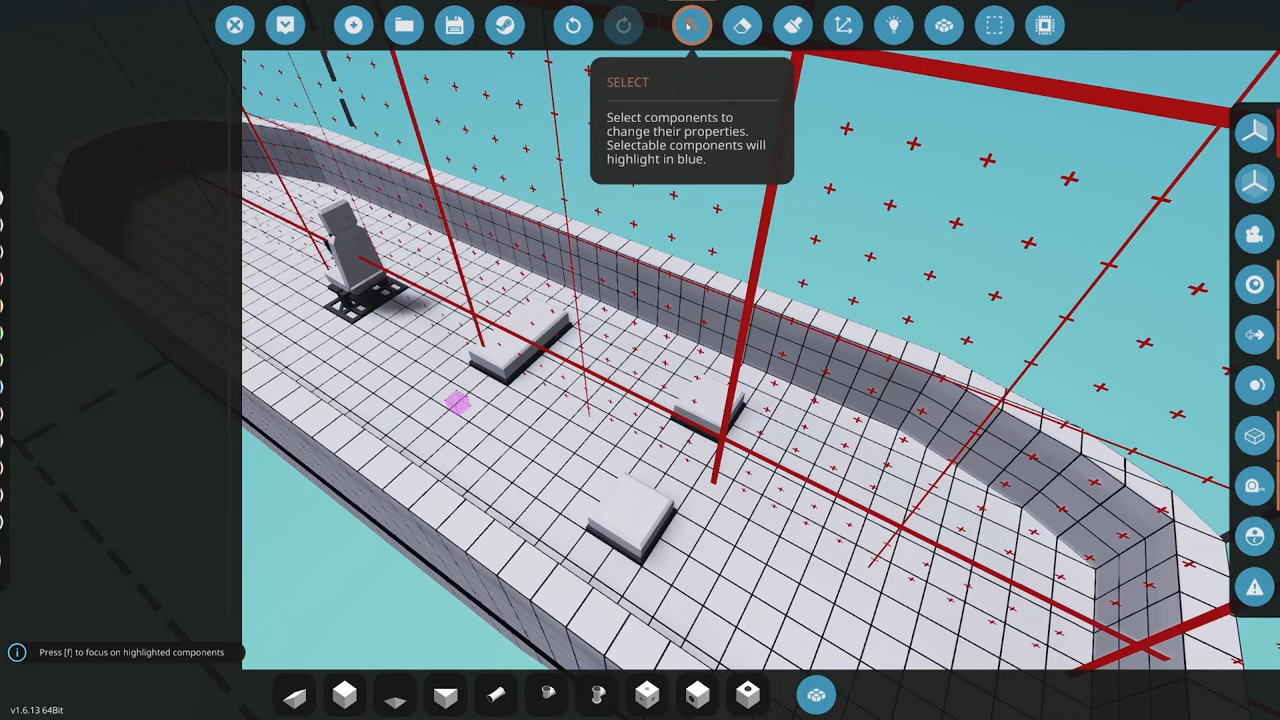 SELECT
Select components to
change their properties.
Selectable components will
highlight in blue.
Press [f] to focus on highlighted components
v1.6.13 64Bit